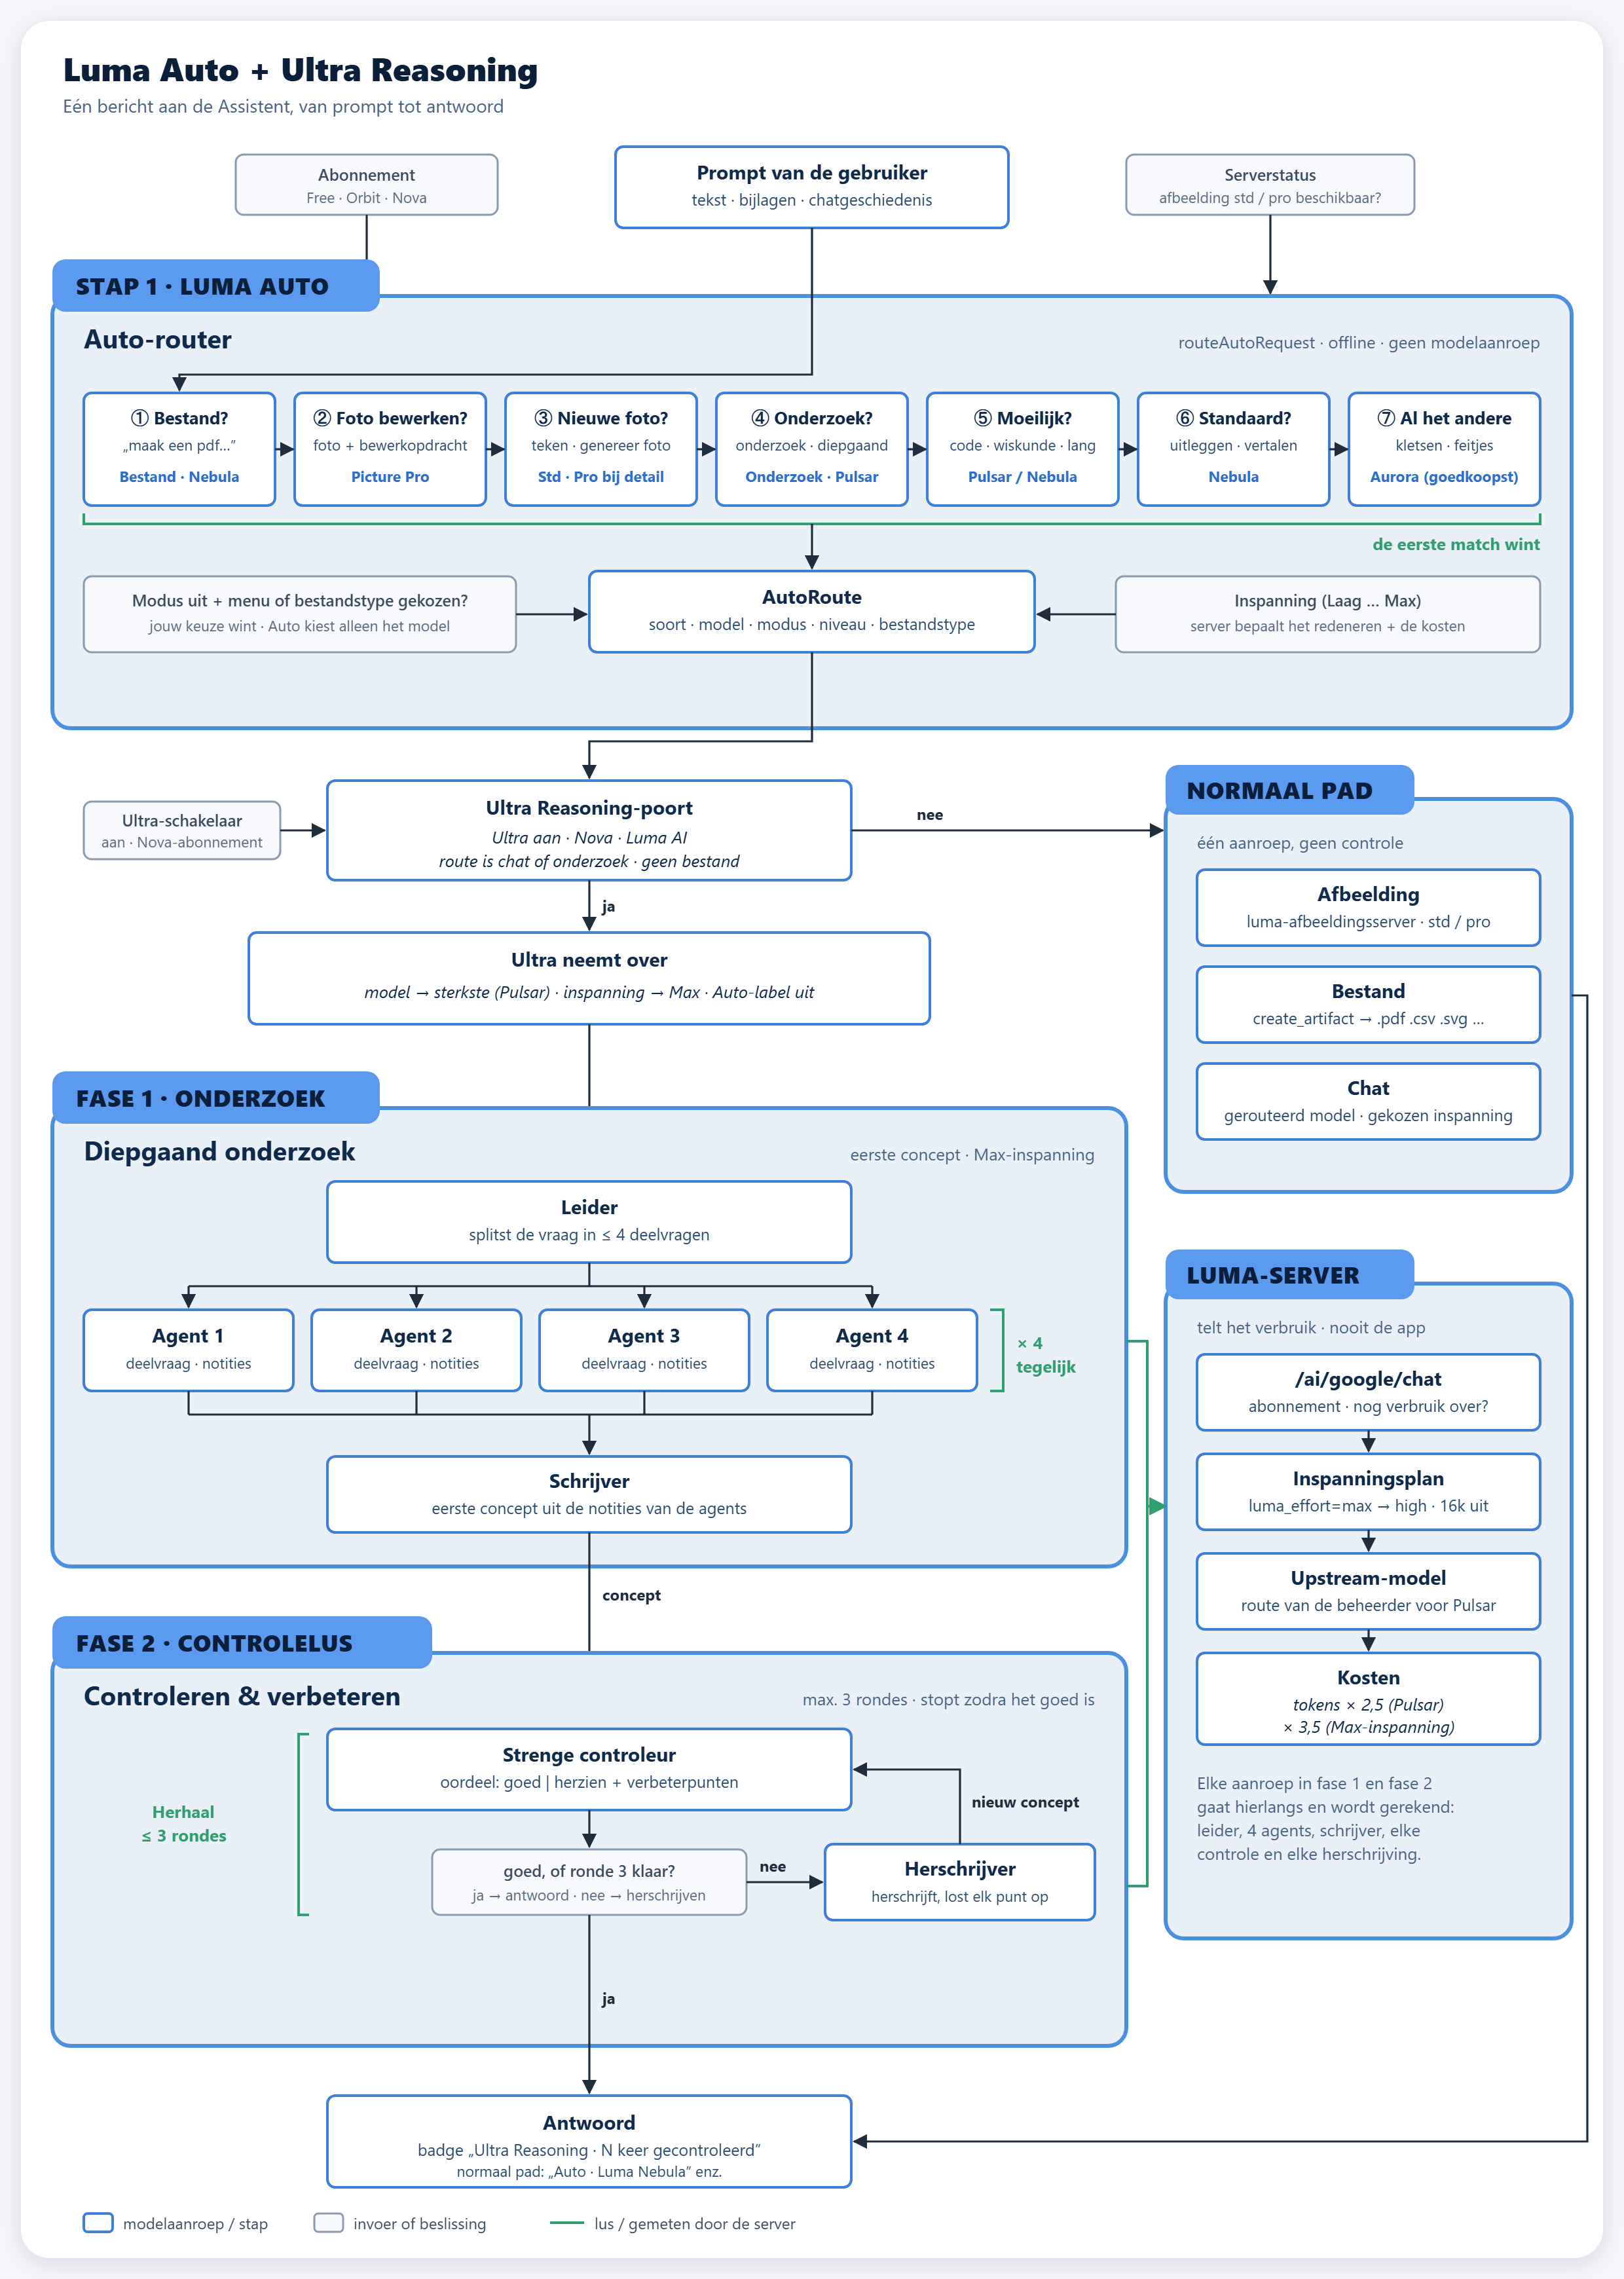 Luma Auto + Ultra Reasoning
Eén bericht aan de Assistent, van prompt tot antwoord
Abonnement
Free · Orbit · Nova
Prompt van de gebruiker
tekst · bijlagen · chatgeschiedenis
Serverstatus
afbeelding std / pro beschikbaar?
STAP 1 · LUMA AUTO
Auto-router
routeAutoRequest · offline · geen modelaanroep
① Bestand?
„maak een pdf...”
Bestand · Nebula
② Foto bewerken?
foto + bewerkopdracht
Picture Pro
③ Nieuwe foto?
teken · genereer foto
Std · Pro bij detail
④ Onderzoek?
onderzoek · diepgaand
Onderzoek · Pulsar
⑤ Moeilijk?
code · wiskunde · lang
Pulsar / Nebula
⑥ Standaard?
uitleggen · vertalen
Nebula
⑦ Al het andere
kletsen · feitjes
Aurora (goedkoopst)
de eerste match wint
Modus uit + menu of bestandstype gekozen?
jouw keuze wint · Auto kiest alleen het model
AutoRoute
soort · model · modus · niveau · bestandstype
Inspanning (Laag ... Max)
server bepaalt het redeneren + de kosten
Ultra-schakelaar
aan · Nova-abonnement
Ultra Reasoning-poort
Ultra aan · Nova · Luma AI
route is chat of onderzoek · geen bestand
nee
ja
Ultra neemt over
model → sterkste (Pulsar) · inspanning → Max · Auto-label uit
NORMAAL PAD
één aanroep, geen controle
Afbeelding
luma-afbeeldingsserver · std / pro
Bestand
create_artifact → .pdf .csv .svg ...
Chat
gerouteerd model · gekozen inspanning
FASE 1 · ONDERZOEK
Diepgaand onderzoek
eerste concept · Max-inspanning
Leider
splitst de vraag in ≤ 4 deelvragen
Agent 1
deelvraag · notities
Agent 2
deelvraag · notities
Agent 3
deelvraag · notities
Agent 4
deelvraag · notities
× 4
tegelijk
Schrijver
eerste concept uit de notities van de agents
concept
LUMA-SERVER
telt het verbruik · nooit de app
/ai/google/chat
abonnement · nog verbruik over?
Inspanningsplan
luma_effort=max → high · 16k uit
Upstream-model
route van de beheerder voor Pulsar
Kosten
tokens × 2,5 (Pulsar)
× 3,5 (Max-inspanning)
Elke aanroep in fase 1 en fase 2
gaat hierlangs en wordt gerekend:
leider, 4 agents, schrijver, elke
controle en elke herschrijving.
FASE 2 · CONTROLELUS
Controleren & verbeteren
max. 3 rondes · stopt zodra het goed is
Herhaal
≤ 3 rondes
Strenge controleur
oordeel: goed | herzien + verbeterpunten
nieuw concept
goed, of ronde 3 klaar?
ja → antwoord · nee → herschrijven
nee
Herschrijver
herschrijft, lost elk punt op
ja
Antwoord
badge „Ultra Reasoning · N keer gecontroleerd”
normaal pad: „Auto · Luma Nebula” enz.
modelaanroep / stap
invoer of beslissing
lus / gemeten door de server